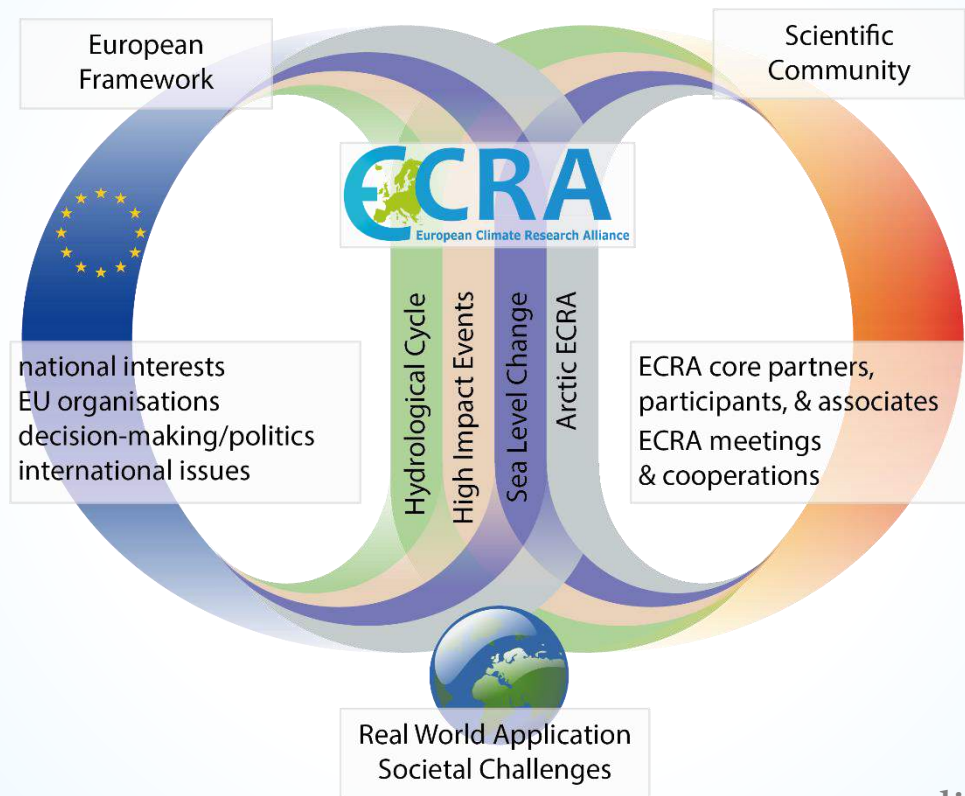 European
Framework
Scientific
Community
ECRA
European Climate Research Alliance
Hydrological Cycle
High Impact Events
Sea Level Change
Arctic ECRA
national interests
EU organisations
decision-making/politics
international issues
ECRA core partners,
participants, & associates
ECRA meetings
& cooperations
Real World Application
Societal Challenges